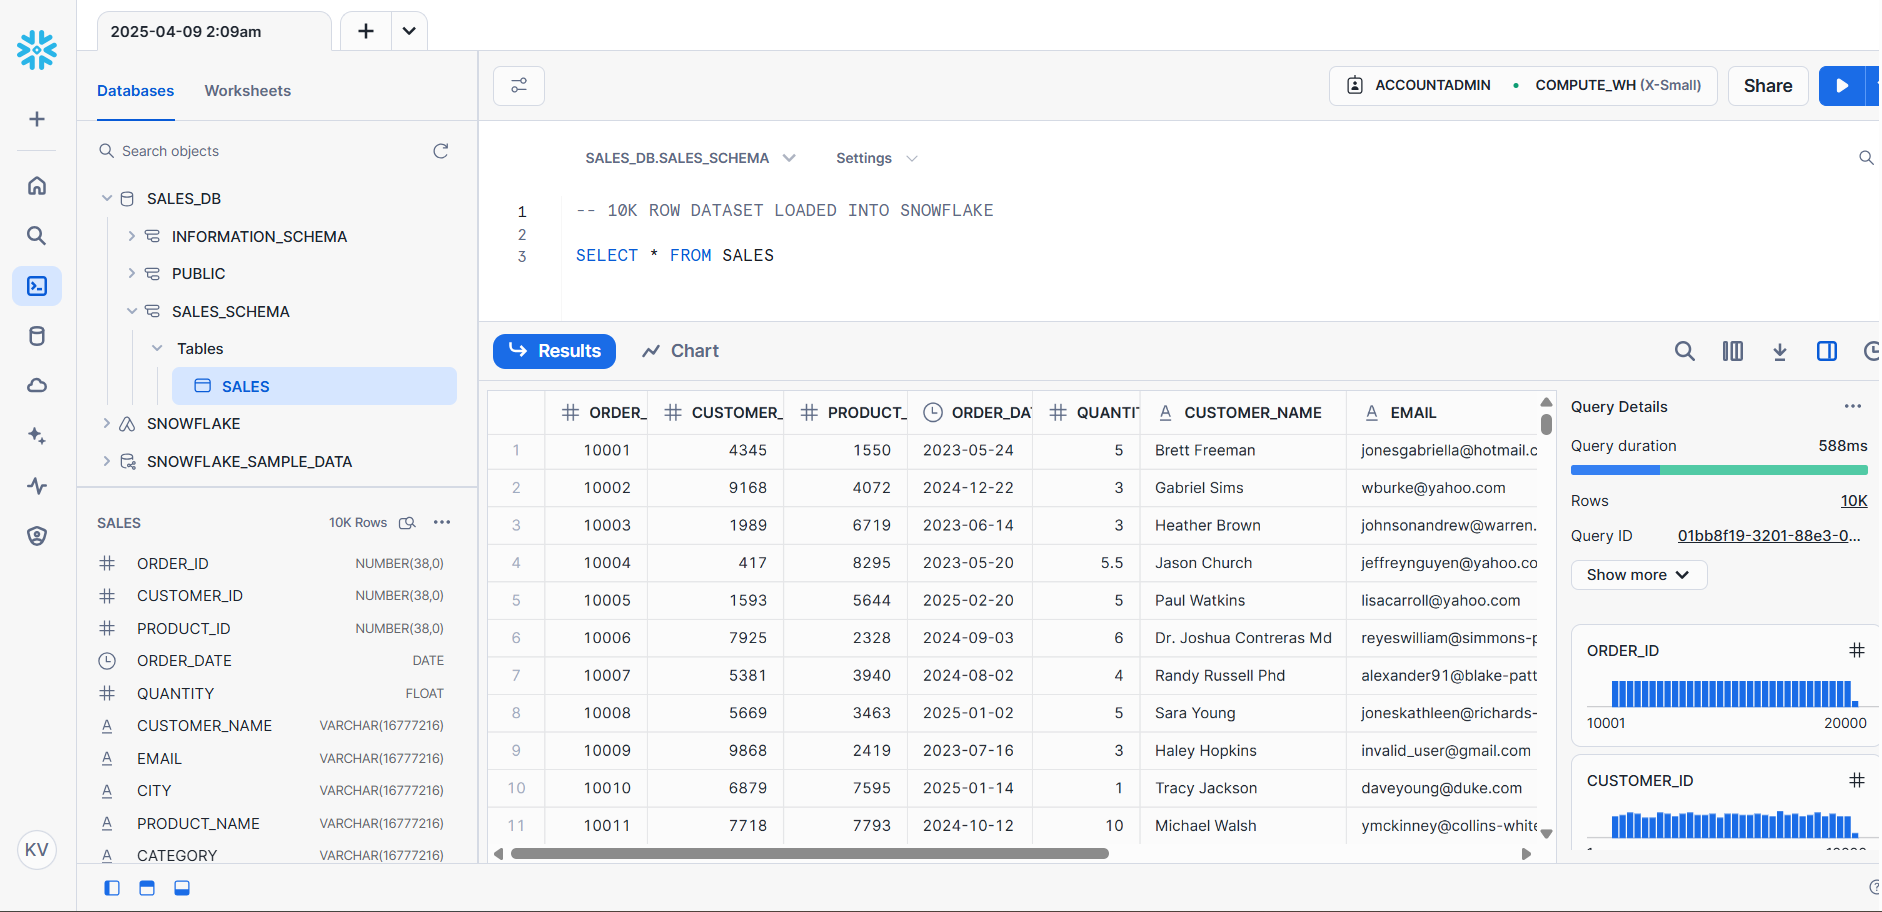 2025-04-09 2:09am
Databases
Worksheets
Search objects
SALES_DB
INFORMATION_SCHEMA
PUBLIC
SALES_SCHEMA
Tables
SALES
SNOWFLAKE
SNOWFLAKE_SAMPLE_DATA
SALES 10K Rows
ORDER_ID NUMBER(38,0)
CUSTOMER_ID NUMBER(38,0)
PRODUCT_ID NUMBER(38,0)
ORDER_DATE DATE
QUANTITY FLOAT
CUSTOMER_NAME VARCHAR(16777216)
EMAIL VARCHAR(16777216)
CITY VARCHAR(16777216)
PRODUCT_NAME VARCHAR(16777216)
CATEGORY VARCHAR(16777216)
KV
ACCOUNTADMIN • COMPUTE_WH (X-Small)
Share
SALES_DB.SALES_SCHEMA Settings
1 -- 10K ROW DATASET LOADED INTO SNOWFLAKE
2
3 SELECT * FROM SALES
Results Chart
ORDER_ CUSTOMER_ PRODUCT_ ORDER_DA QUANTIT CUSTOMER_NAME EMAIL
1 10001 4345 1550 2023-05-24 5 Brett Freeman jonesgabriella@hotmail.c
2 10002 9168 4072 2024-12-22 3 Gabriel Sims wburke@yahoo.com
3 10003 1989 6719 2023-06-14 3 Heather Brown johnsonandrew@warren.
4 10004 417 8295 2023-05-20 5.5 Jason Church jeffreynguyen@yahoo.co
5 10005 1593 5644 2025-02-20 5 Paul Watkins lisacarroll@yahoo.com
6 10006 7925 2328 2024-09-03 6 Dr. Joshua Contreras Md reyeswilliam@simmons-p
7 10007 5381 3940 2024-08-02 4 Randy Russell Phd alexander91@blake-patt
8 10008 5669 3463 2025-01-02 5 Sara Young joneskathleen@richards-
9 10009 9868 2419 2023-07-16 3 Haley Hopkins invalid_user@gmail.com
10 10010 6879 7595 2025-01-14 1 Tracy Jackson daveyoung@duke.com
11 10011 7718 7793 2024-10-12 10 Michael Walsh ymckinney@collins-white
Query Details
Query duration 588ms
Rows 10K
Query ID 01bb8f19-3201-88e3-0...
Show more
ORDER_ID
10001 20000
CUSTOMER_ID